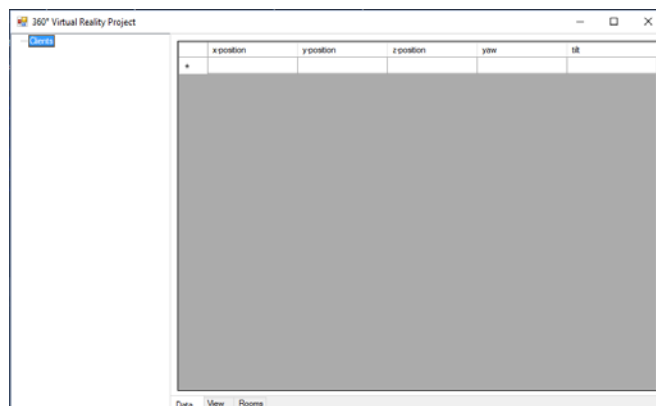 360° Virtual Reality Project
Clients
x-position y-position z-position yaw tilt
Data View Rooms